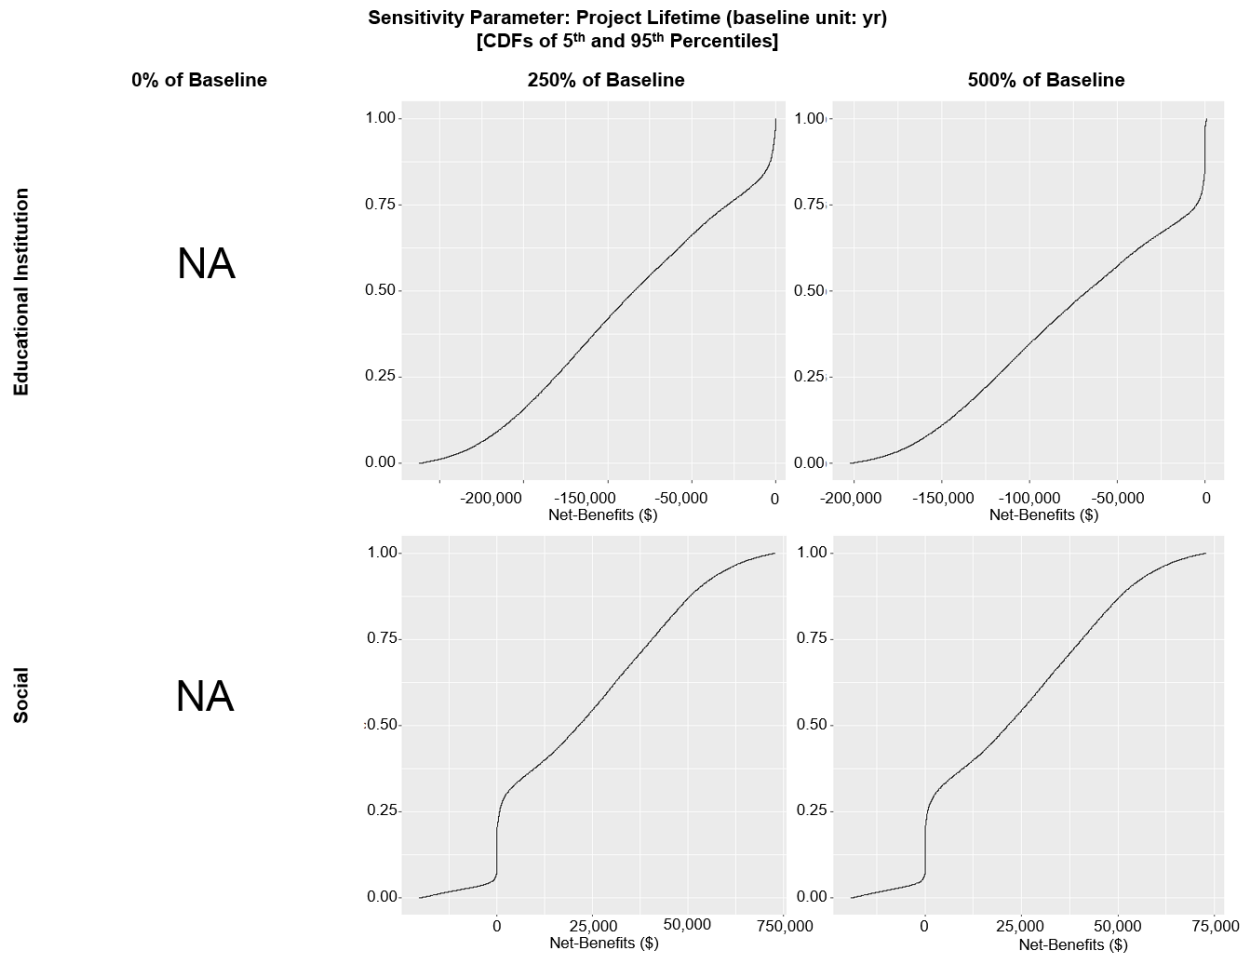 Sensitivity Parameter: Project Lifetime (baseline unit: yr)
[CDFs of 5th and 95th Percentiles]
0% of Baseline
250% of Baseline
500% of Baseline
Educational Institution
NA
1.00
0.75
0.50
0.25
0.00
-200,000 -150,000 -50,000 0
Net-Benefits ($)
1.00
0.75
0.50
0.25
0.00
-200,000 -150,000 -100,000 -50,000 0
Net-Benefits ($)
Social
NA
1.00
0.75
0.50
0.25
0.00
0 25,000 50,000 750,000
Net-Benefits ($)
1.00
0.75
0.50
0.25
0.00
0 25,000 50,000 75,000
Net-Benefits ($)